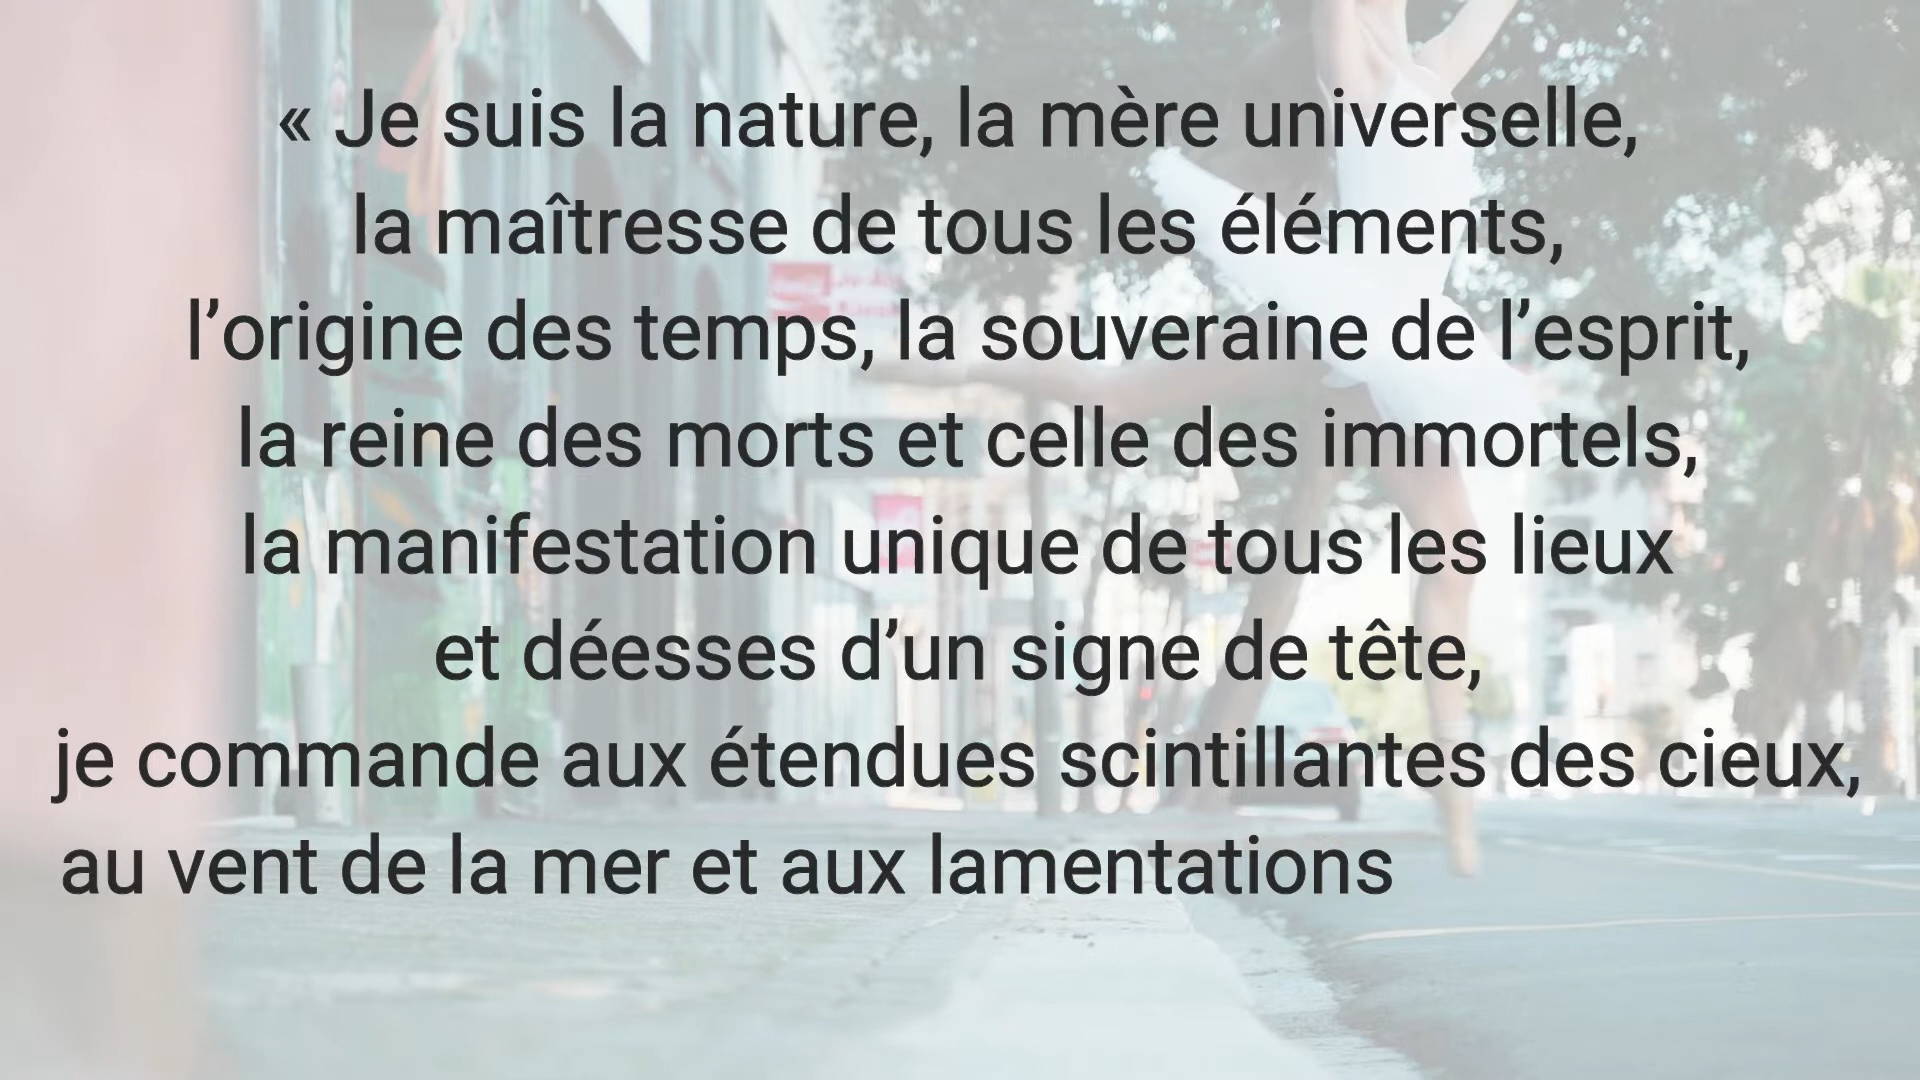 « Je suis la nature, la mère universelle,
la maîtresse de tous les éléments,
l’origine des temps, la souveraine de l’esprit,
la reine des morts et celle des immortels,
la manifestation unique de tous les lieux
et déesses d’un signe de tête,
je commande aux étendues scintillantes des cieux,
au vent de la mer et aux lamentations